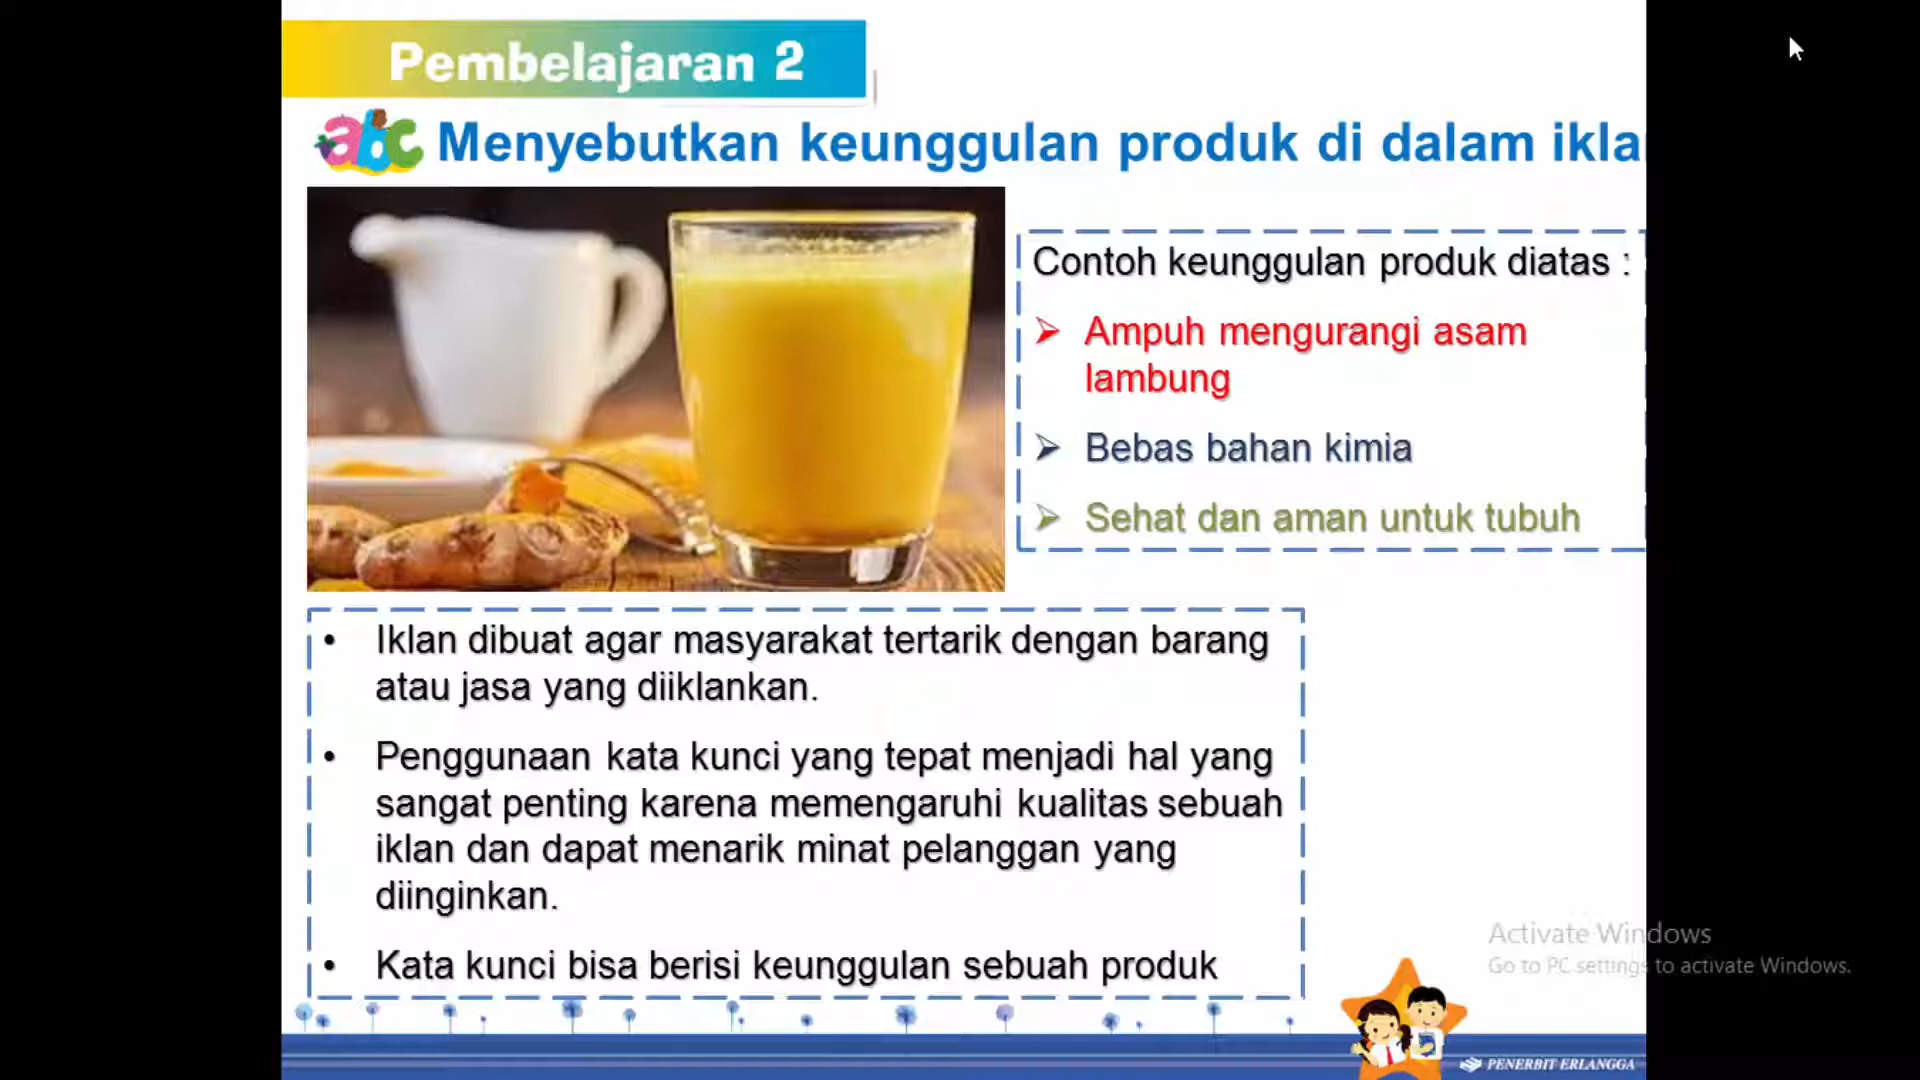 Pembelajaran 2
abc
Menyebutkan keunggulan produk di dalam ikla
Contoh keunggulan produk diatas :
➢ Ampuh mengurangi asam
lambung
➢ Bebas bahan kimia
➢ Sehat dan aman untuk tubuh
• Iklan dibuat agar masyarakat tertarik dengan barang
atau jasa yang diiklankan.
• Penggunaan kata kunci yang tepat menjadi hal yang
sangat penting karena memengaruhi kualitas sebuah
iklan dan dapat menarik minat pelanggan yang
diinginkan.
• Kata kunci bisa berisi keunggulan sebuah produk
Activate Windows
Go to PC settings to activate Windows.
PENERBIT ERLANGGA